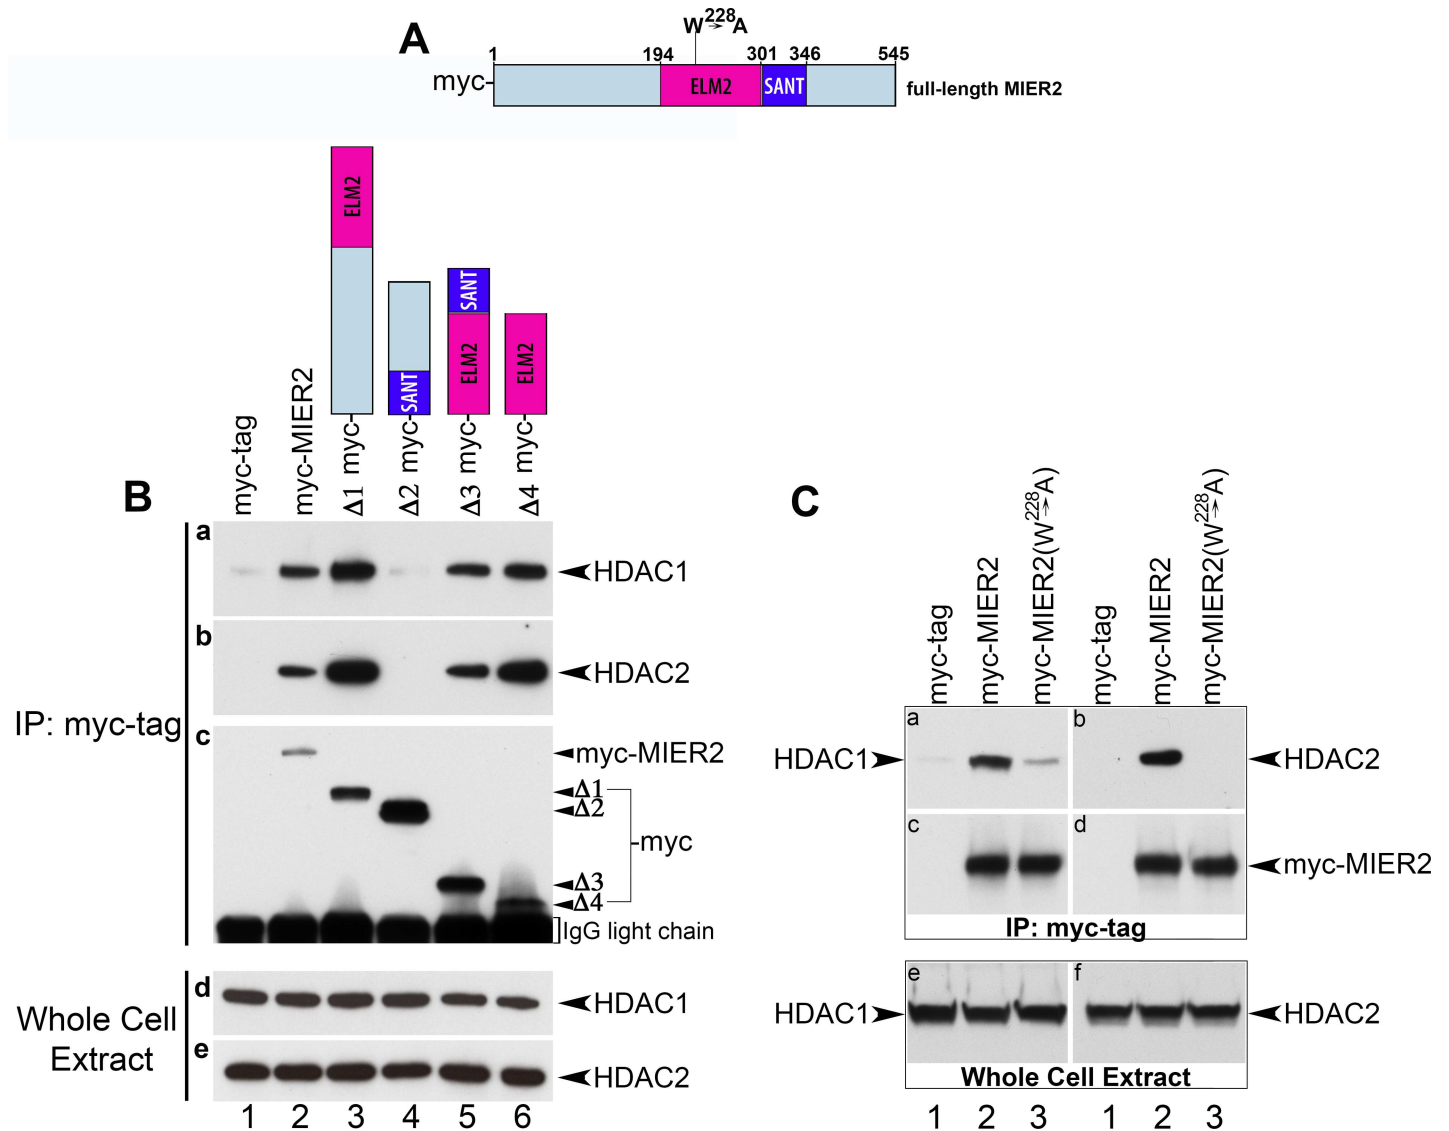 A
W228→A
1 194 301 346 545
myc- ELM2 SANT full-length MIER2
ELM2
SANT
SANT
ELM2
ELM2
myc-tag
myc-MIER2
Δ1 myc-
Δ2 myc-
Δ3 myc-
Δ4 myc-
B
IP: myc-tag
a
HDAC1
b
HDAC2
c
myc-MIER2
Δ1
Δ2
myc
Δ3
Δ4
IgG light chain
Whole Cell
Extract
d
HDAC1
e
HDAC2
1 2 3 4 5 6
C
myc-tag
myc-MIER2
myc-MIER2(W228→A)
myc-tag
myc-MIER2
myc-MIER2(W228→A)
a b
HDAC1 HDAC2
c d
myc-MIER2
IP: myc-tag
e f
HDAC1 HDAC2
Whole Cell Extract
1 2 3 1 2 3